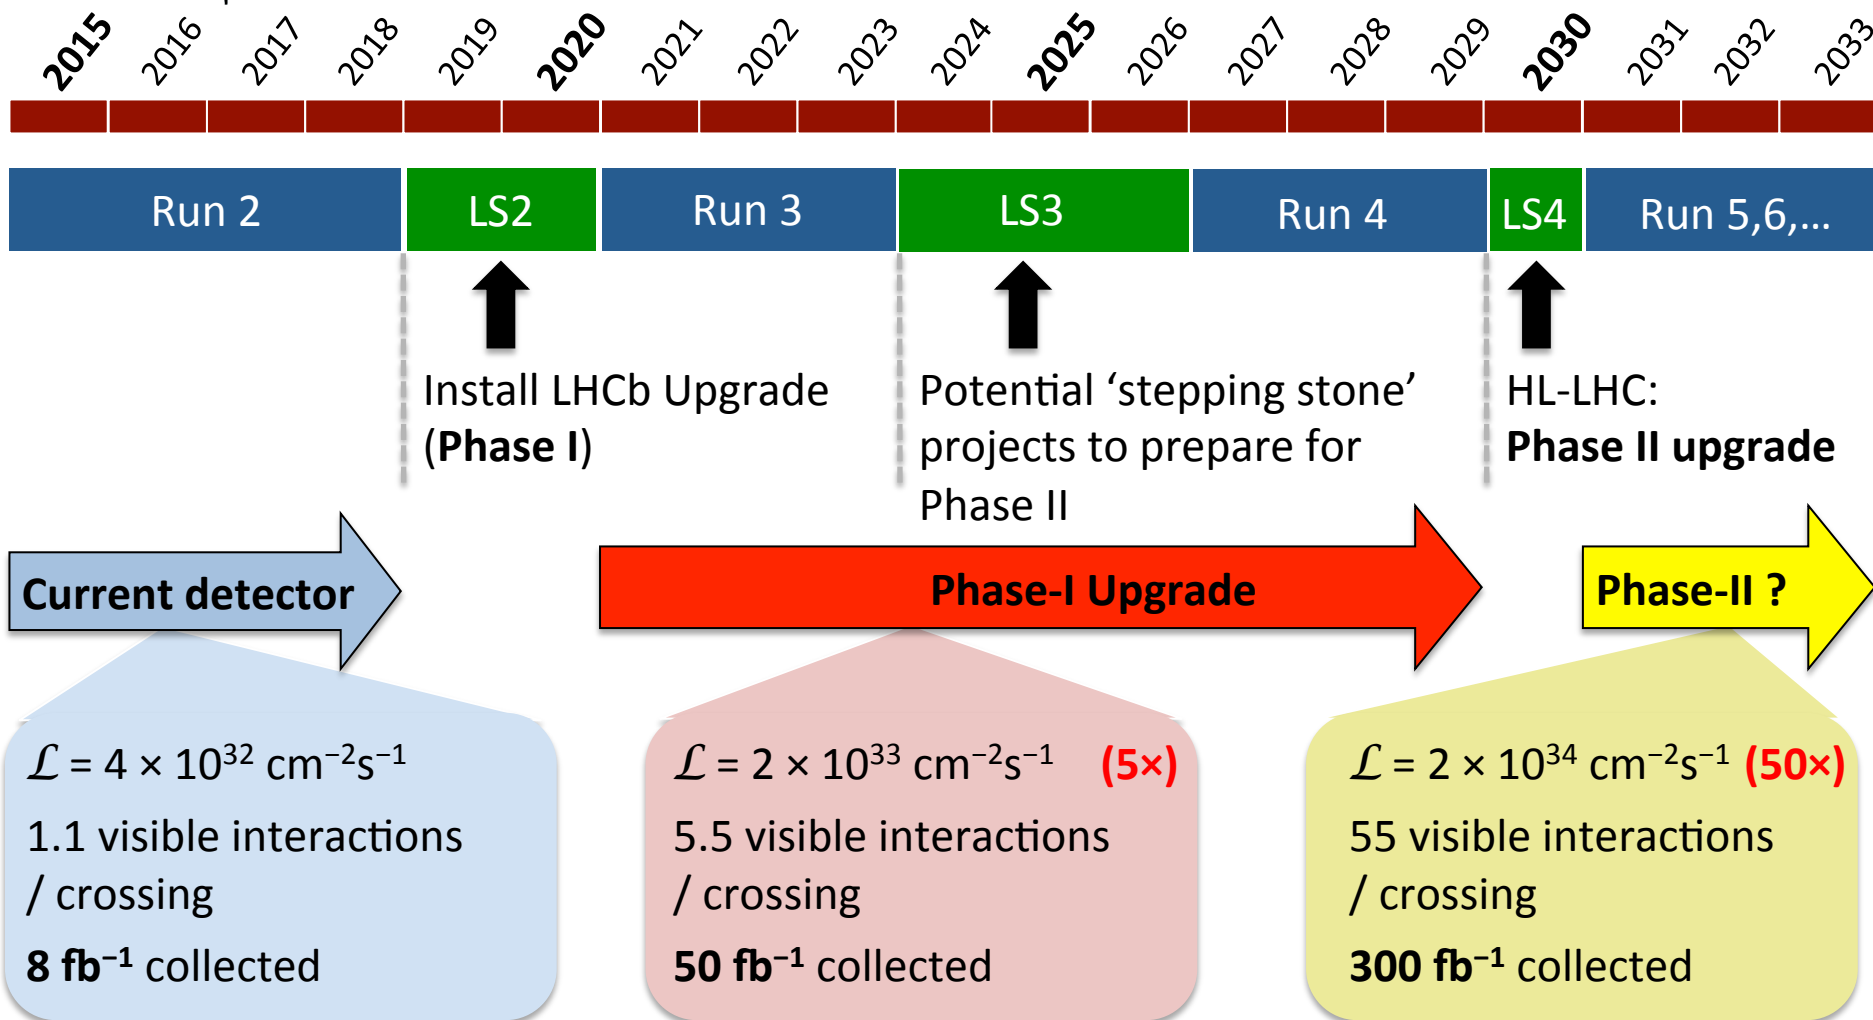 2015 2016 2017 2018 2019 2020 2021 2022 2023 2024 2025 2026 2027 2028 2029 2030 2031 2032 2033
Run 2 LS2 Run 3 LS3 Run 4 LS4 Run 5,6,...
Install LHCb Upgrade
(Phase I)
Potential ‘stepping stone’
projects to prepare for
Phase II
HL-LHC:
Phase II upgrade
Current detector
Phase-I Upgrade
Phase-II ?
ℒ = 4 × 10³² cm⁻²s⁻¹
1.1 visible interactions
/ crossing
8 fb⁻¹ collected
ℒ = 2 × 10³³ cm⁻²s⁻¹ (5×)
5.5 visible interactions
/ crossing
50 fb⁻¹ collected
ℒ = 2 × 10³⁴ cm⁻²s⁻¹ (50×)
55 visible interactions
/ crossing
300 fb⁻¹ collected